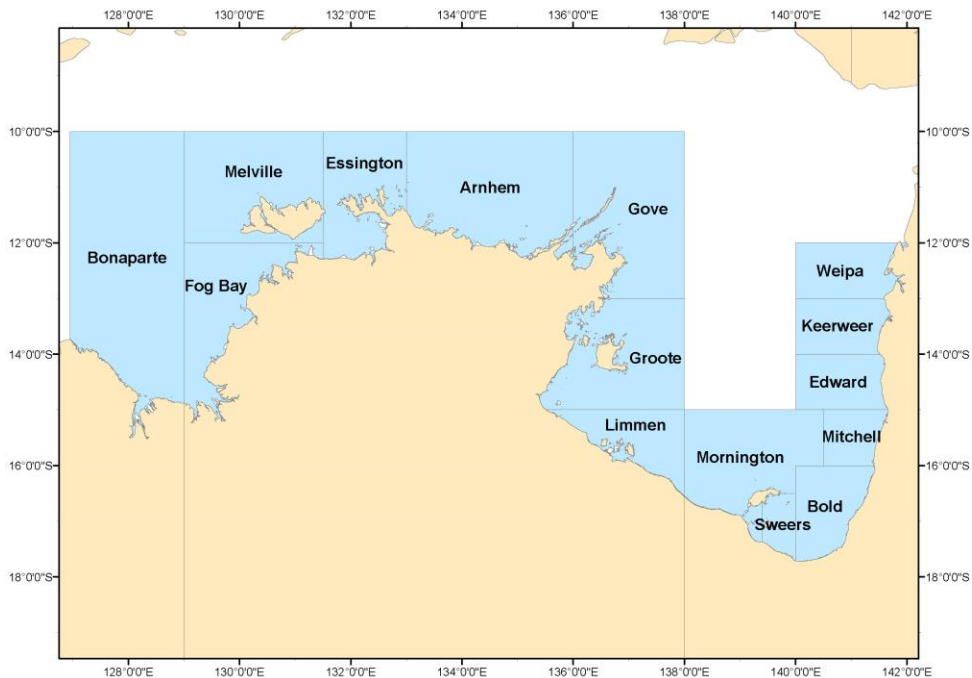 128°0'0"E 130°0'0"E 132°0'0"E 134°0'0"E 136°0'0"E 138°0'0"E 140°0'0"E 142°0'0"E
10°0'0"S 10°0'0"S
Essington
Melville
Arnhem
Gove
12°0'0"S 12°0'0"S
Bonaparte
Weipa
Fog Bay
Keerweer
14°0'0"S Groote 14°0'0"S
Edward
Limmen
Mitchell
Mornington
16°0'0"S 16°0'0"S
Bold
Sweers
18°0'0"S 18°0'0"S
128°0'0"E 130°0'0"E 132°0'0"E 134°0'0"E 136°0'0"E 138°0'0"E 140°0'0"E 142°0'0"E